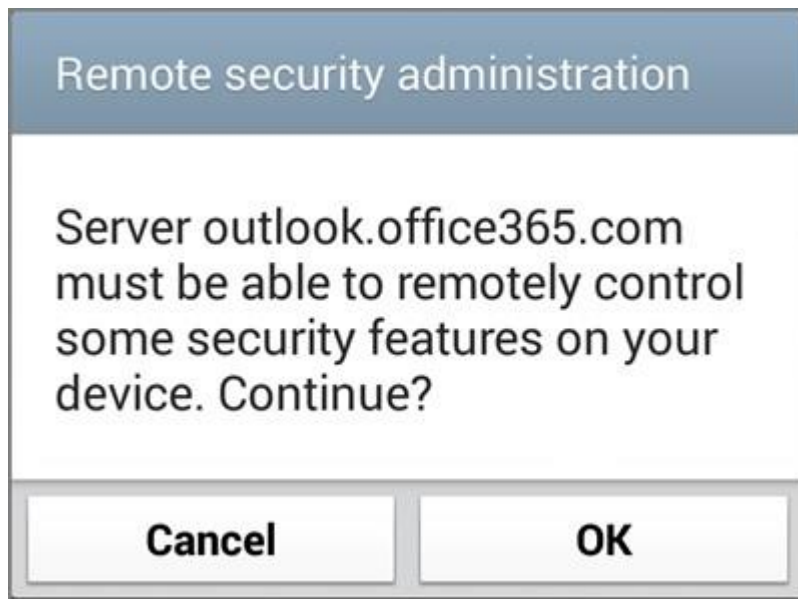 Remote security administration
Server outlook.office365.com
must be able to remotely control
some security features on your
device. Continue?
Cancel
OK